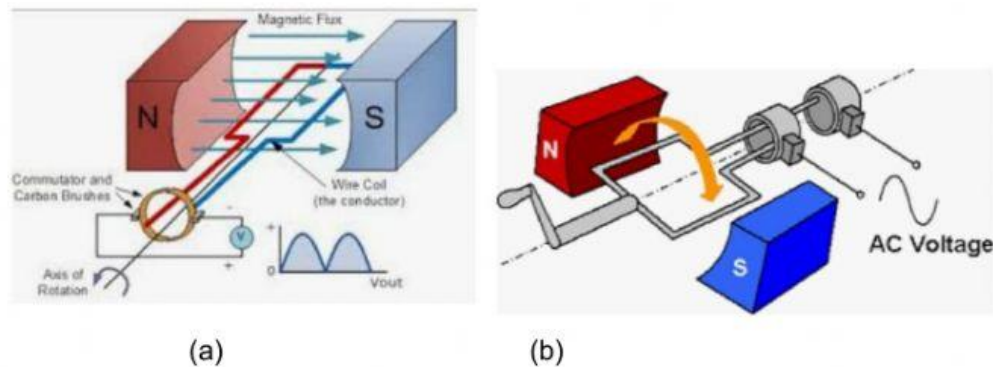 Magnetic Flux
N
S
Commutator and
Carbon Brushes
Wire Coil
(the conductor)
-
V
+
+
0
Vout
Axis of
Rotation
N
S
AC Voltage
(a)
(b)